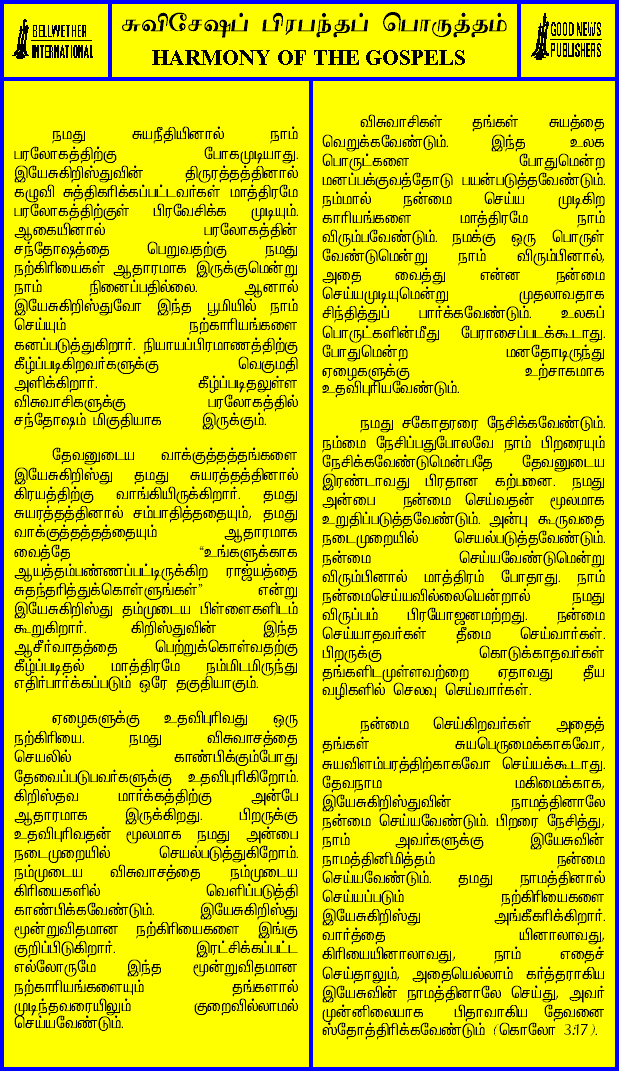 BELLWETHER
INTERNATIONAL
சுவிசேஷப் பிரபந்தப் பொருத்தம்
HARMONY OF THE GOSPELS
GOOD NEWS
PUBLISHERS
நமது சுயநீதியினால் நாம்
பரலோகத்திற்கு போகமுடியாது.
இயேசுகிறிஸ்துவின் திருரத்தத்தினால்
கழுவி சுத்திகரிக்கப்பட்டவர்கள் மாத்திரமே
பரலோகத்திற்குள் பிரவேசிக்க முடியும்.
ஆகையினால் பரலோகத்தின்
சந்தோஷத்தை பெறுவதற்கு நமது
நற்கிரியைகள் ஆதாரமாக இருக்குமென்று
நாம் நினைப்பதில்லை. ஆனால்
இயேசுகிறிஸ்துவோ இந்த பூமியில் நாம்
செய்யும் நற்காரியங்களை
கனப்படுத்துகிறார். நியாயப்பிரமாணத்திற்கு
கீழ்ப்படிகிறவர்களுக்கு வெகுமதி
அளிக்கிறார். கீழ்ப்படிதலுள்ள
விசுவாசிகளுக்கு பரலோகத்தில்
சந்தோஷம் மிகுதியாக இருக்கும்.
தேவனுடைய வாக்குத்தத்தங்களை
இயேசுகிறிஸ்து தமது சுயரத்தத்தினால்
கிரயத்திற்கு வாங்கியிருக்கிறார். தமது
சுயரத்தத்தினால் சம்பாதித்ததையும், தமது
வாக்குத்தத்தத்தையும் ஆதாரமாக
வைத்தே “உங்களுக்காக
ஆயத்தம்பண்ணப்பட்டிருக்கிற ராஜ்யத்தை
சுதந்தரித்துக்கொள்ளுங்கள்” என்று
இயேசுகிறிஸ்து தம்முடைய பிள்ளைகளிடம்
கூறுகிறார். கிறிஸ்துவின் இந்த
ஆசீர்வாதத்தை பெற்றுக்கொள்வதற்கு
கீழ்படிதல் மாத்திரமே நம்மிடமிருந்து
எதிர்பார்க்கப்படும் ஒரே தகுதியாகும்.
ஏழைகளுக்கு உதவிபுரிவது ஒரு
நற்கிரியை. நமது விசுவாசத்தை
செயலில் காண்பிக்கும்போது
தேவைப்படுபவர்களுக்கு உதவிபுரிகிறோம்.
கிறிஸ்தவ மார்க்கத்திற்கு அன்பே
ஆதாரமாக இருக்கிறது. பிறருக்கு
உதவிபுரிவதன் மூலமாக நமது அன்பை
நடைமுறையில் செயல்படுத்துகிறோம்.
நம்முடைய விசுவாசத்தை நம்முடைய
கிரியைகளில் வெளிப்படுத்தி
காண்பிக்கவேண்டும். இயேசுகிறிஸ்து
மூன்றுவிதமான நற்கிரியைகளை இங்கு
குறிப்பிடுகிறார். இரட்சிக்கப்பட்ட
எல்லோருமே இந்த மூன்றுவிதமான
நற்காரியங்களையும் தங்களால்
முடிந்தவரையிலும் குறைவில்லாமல்
செய்யவேண்டும்.
விசுவாசிகள் தங்கள் சுயத்தை
வெறுக்கவேண்டும். இந்த உலக
பொருட்களை போதுமென்ற
மனப்பக்குவத்தோடு பயன்படுத்தவேண்டும்.
நம்மால் நன்மை செய்ய முடிகிற
காரியங்களை மாத்திரமே நாம்
விரும்பவேண்டும். நமக்கு ஒரு பொருள்
வேண்டுமென்று நாம் விரும்பினால்,
அதை வைத்து என்ன நன்மை
செய்யமுடியுமென்று முதலாவதாக
சிந்தித்துப் பார்க்கவேண்டும். உலகப்
பொருட்களின்மீது பேராசைப்படக்கூடாது.
போதுமென்ற மனதோடிருந்து
ஏழைகளுக்கு உற்சாகமாக
உதவிபுரியவேண்டும்.
நமது சகோதரரை நேசிக்கவேண்டும்.
நம்மை நேசிப்பதுபோலவே நாம் பிறரையும்
நேசிக்கவேண்டுமென்பதே தேவனுடைய
இரண்டாவது பிரதான கற்பனை. நமது
அன்பை நன்மை செய்வதன் மூலமாக
உறுதிப்படுத்தவேண்டும். அன்பு கூருவதை
நடைமுறையில் செயல்படுத்தவேண்டும்.
நன்மை செய்யவேண்டுமென்று
விரும்பினால் மாத்திரம் போதாது. நாம்
நன்மைசெய்யவில்லையென்றால் நமது
விருப்பம் பிரயோஜனமற்றது. நன்மை
செய்யாதவர்கள் தீமை செய்வார்கள்.
பிறருக்கு கொடுக்காதவர்கள்
தங்களிடமுள்ளவற்றை ஏதாவது தீய
வழிகளில் செலவு செய்வார்கள்.
நன்மை செய்கிறவர்கள் அதைத்
தங்கள் சுயபெருமைக்காகவோ,
சுயவிளம்பரத்திற்காகவோ செய்யக்கூடாது.
தேவநாம மகிமைக்காக,
இயேசுகிறிஸ்துவின் நாமத்தினாலே
நன்மை செய்யவேண்டும். பிறரை நேசித்து,
நாம் அவர்களுக்கு இயேசுவின்
நாமத்தினிமித்தம் நன்மை
செய்யவேண்டும். தமது நாமத்தினால்
செய்யப்படும் நற்கிரியைகளை
இயேசுகிறிஸ்து அங்கீகரிக்கிறார்.
வார்த்தை யினாலாவது,
கிரியையினாலாவது, நாம் எதைச்
செய்தாலும், அதையெல்லாம் கர்த்தராகிய
இயேசுவின் நாமத்தினாலே செய்து, அவர்
முன்னிலையாக பிதாவாகிய தேவனை
ஸ்தோத்திரிக்கவேண்டும் (கொலோ 3:17).